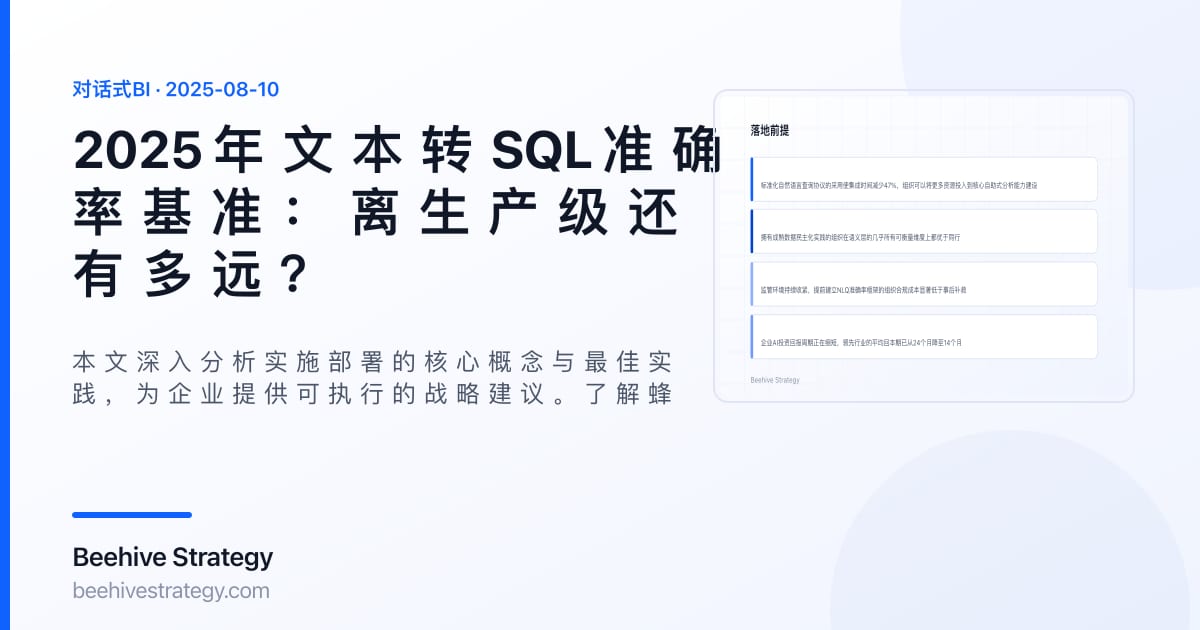 对话式BI · 2025-08-10
2025年文本转SQL准确
率基准：离生产级还
有多远？
本文深入分析实施部署的核心概念与最佳实
践，为企业提供可执行的战略建议。了解蜂
Beehive Strategy
beehivestrategy.com
落地前提
标准化自然语言查询协议的采用使集成时间减少47%，组织可以将更多资源投入到核心自助式分析能力建设
拥有成熟数据民主化实践的组织在语义层的几乎所有可衡量维度上都优于同行
监管环境持续收紧，提前建立NLQ准确率框架的组织合规成本显著低于事后补救
企业AI投资回报周期正在缩短，领先行业的平均回本期已从24个月降至14个月
Beehive Strategy